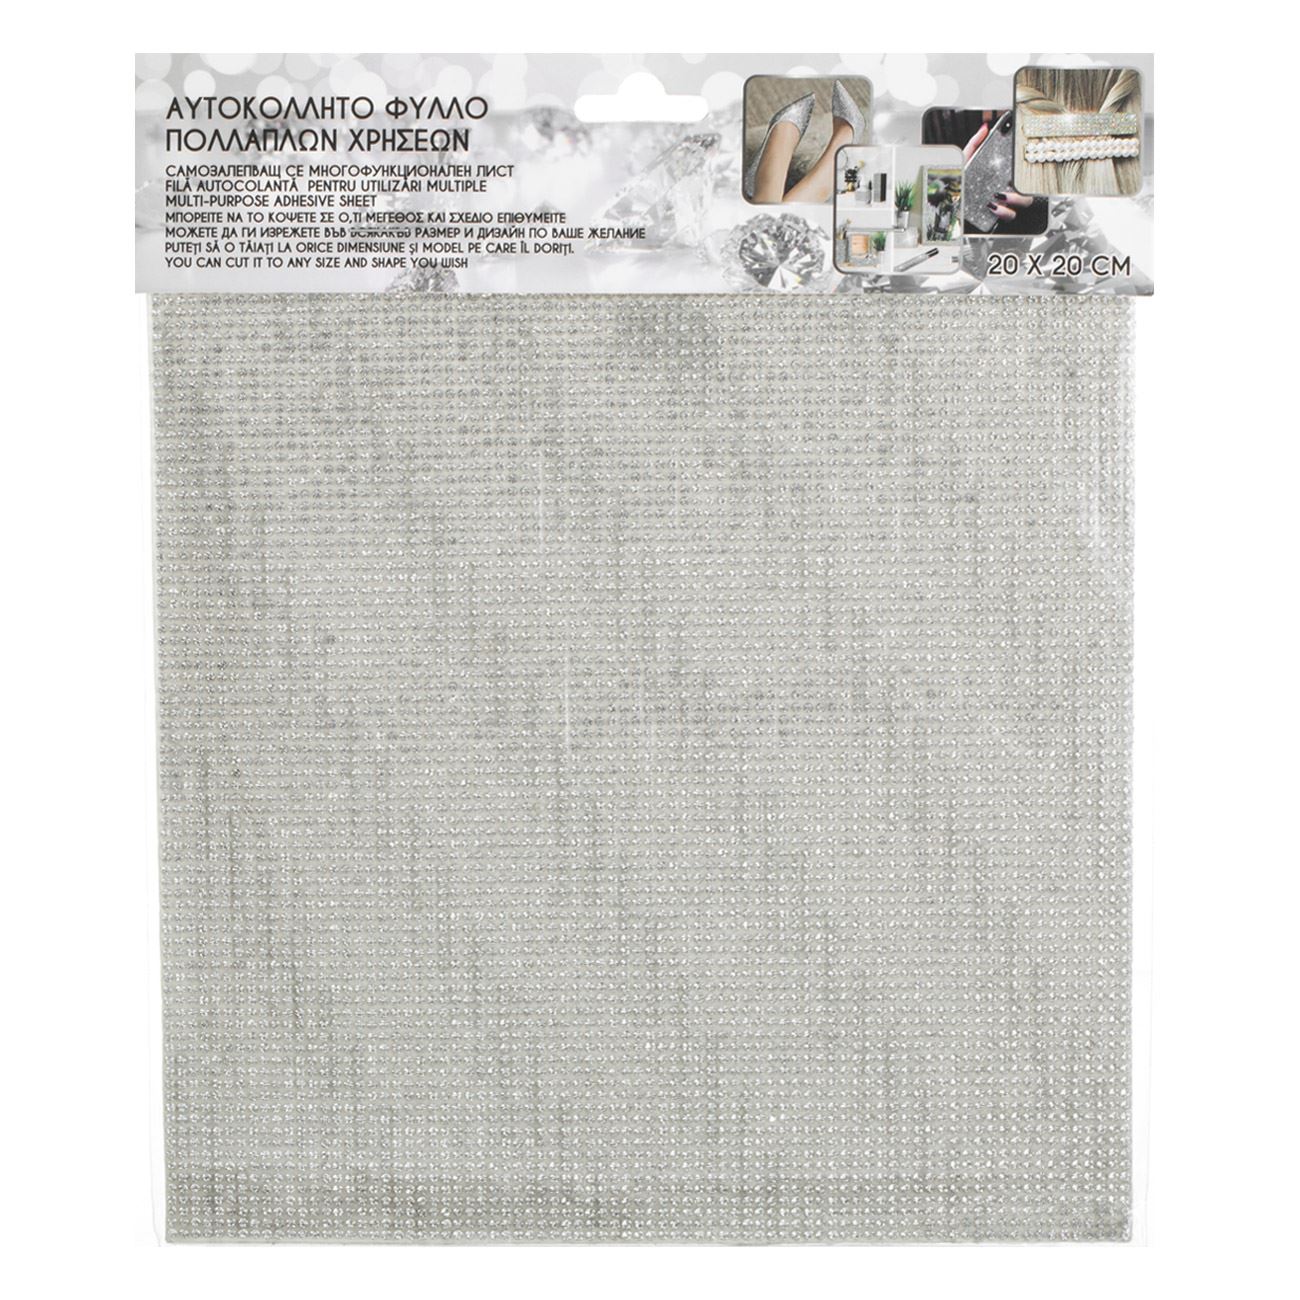 ΑΥΤΟΚΟΛΛΗΤΟ ΦΥΛΛΟ
ΠΟΛΛΑΠΛΩΝ ΧΡΗΣΕΩΝ
САМОЗАЛЕПВАЩ СЕ МНОГОФУНКЦИОНАЛЕН ЛИСТ
FILĂ AUTOCOLANTĂ PENTRU UTILIZĂRI MULTIPLE
MULTI-PURPOSE ADHESIVE SHEET
ΜΠΟΡΕΙΤΕ ΝΑ ΤΟ ΚΟΨΕΤΕ ΣΕ Ο,ΤΙ ΜΕΓΕΘΟΣ ΚΑΙ ΣΧΕΔΙΟ ΕΠΙΘΥΜΕΙΤΕ
МОЖЕТЕ ДА ГИ ИЗРЕЖЕТЕ ВЪВ ВСЯКАКЪВ РАЗМЕР И ДИЗАЙН ПО ВАШЕ ЖЕЛАНИЕ
PUTEȚI SĂ O TĂIAȚI LA ORICE DIMENSIUNE ȘI MODEL PE CARE ÎL DORIȚI.
YOU CAN CUT IT TO ANY SIZE AND SHAPE YOU WISH
20 X 20 CM